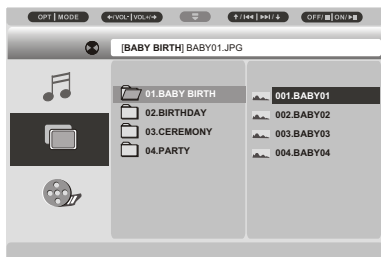 OPT MODE ←/VOL- VOL+/→ ↑/⏮ ⏭/↓ OFF/■ ON/▶⏸
[BABY BIRTH] BABY01.JPG
01.BABY BIRTH
02.BIRTHDAY
03.CEREMONY
04.PARTY
001.BABY01
002.BABY02
003.BABY03
004.BABY04